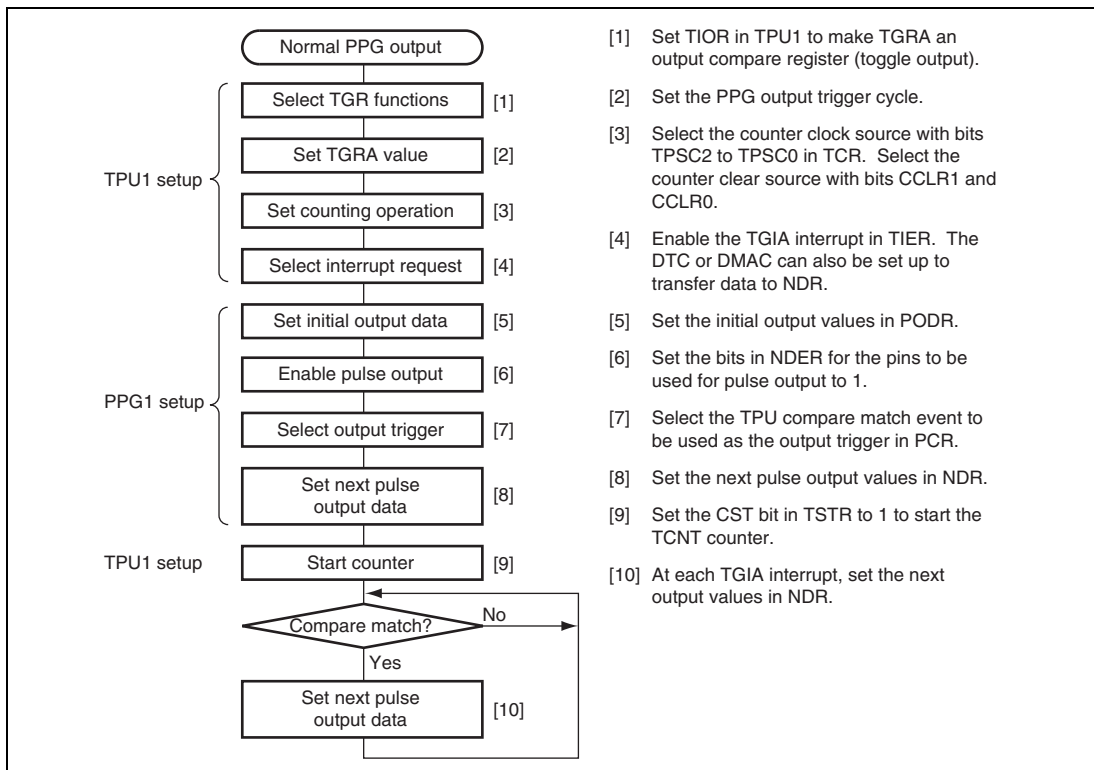 Normal PPG output
Select TGR functions
[1]
Set TGRA value
[2]
TPU1 setup
Set counting operation
[3]
Select interrupt request
[4]
Set initial output data
[5]
Enable pulse output
[6]
PPG1 setup
Select output trigger
[7]
Set next pulse
output data
[8]
TPU1 setup
Start counter
[9]
Compare match?
No
Yes
Set next pulse
output data
[10]
[1] Set TIOR in TPU1 to make TGRA an
output compare register (toggle output).
[2] Set the PPG output trigger cycle.
[3] Select the counter clock source with bits
TPSC2 to TPSC0 in TCR. Select the
counter clear source with bits CCLR1 and
CCLR0.
[4] Enable the TGIA interrupt in TIER. The
DTC or DMAC can also be set up to
transfer data to NDR.
[5] Set the initial output values in PODR.
[6] Set the bits in NDER for the pins to be
used for pulse output to 1.
[7] Select the TPU compare match event to
be used as the output trigger in PCR.
[8] Set the next pulse output values in NDR.
[9] Set the CST bit in TSTR to 1 to start the
TCNT counter.
[10] At each TGIA interrupt, set the next
output values in NDR.